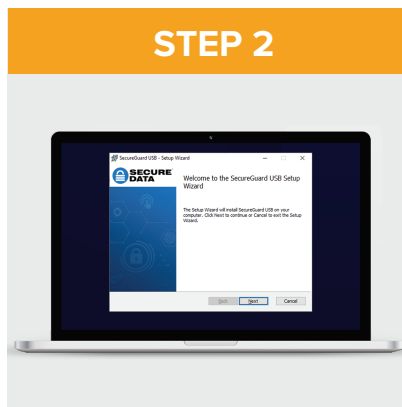 STEP 2
SecureGuard USB - Setup Wizard
SECURE
DATA
Welcome to the SecureGuard USB Setup
Wizard
The Setup Wizard will install SecureGuard USB on your
computer. Click Next to continue or Cancel to exit the Setup
Wizard.
Back Next Cancel